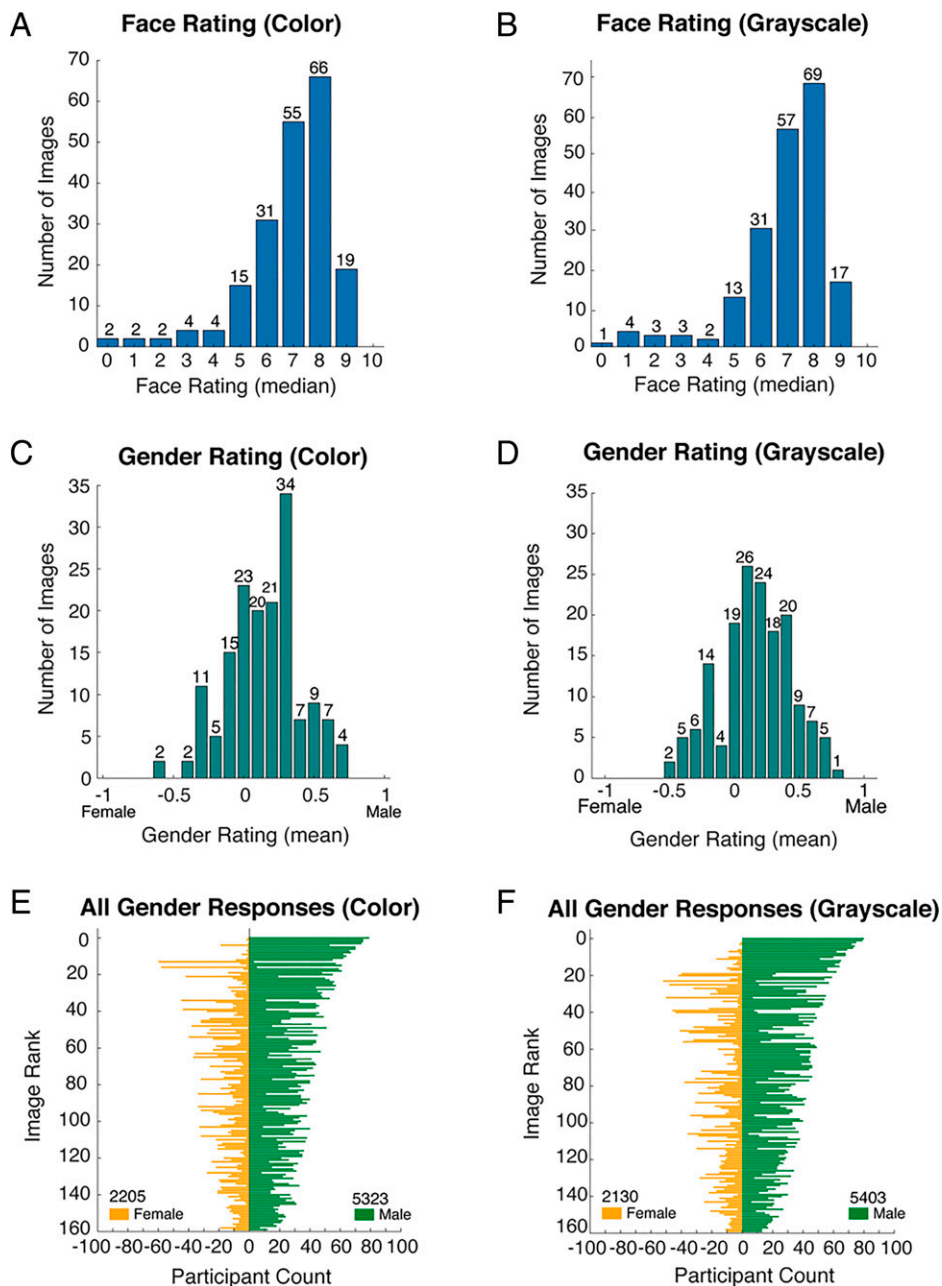 A
Face Rating (Color)
Number of Images
70
60
50
40
30
20
10
0
2
2
2
4
4
15
31
55
66
19
0 1 2 3 4 5 6 7 8 9 10
Face Rating (median)
B
Face Rating (Grayscale)
Number of Images
70
60
50
40
30
20
10
0
1
4
3
3
2
13
31
57
69
17
0 1 2 3 4 5 6 7 8 9 10
Face Rating (median)
C
Gender Rating (Color)
Number of Images
35
30
25
20
15
10
5
0
2
2
11
5
15
23
20
21
34
7
9
7
4
-1 -0.5 0 0.5 1
Female Male
Gender Rating (mean)
D
Gender Rating (Grayscale)
Number of Images
35
30
25
20
15
10
5
0
2
5
6
14
4
19
26
24
18
20
9
7
5
1
-1 -0.5 0 0.5 1
Female Male
Gender Rating (mean)
E
All Gender Responses (Color)
Image Rank
0
20
40
60
80
100
120
140
160
2205 5323
Female Male
-100 -80 -60 -40 -20 0 20 40 60 80 100
Participant Count
F
All Gender Responses (Grayscale)
Image Rank
0
20
40
60
80
100
120
140
160
2130 5403
Female Male
-100 -80 -60 -40 -20 0 20 40 60 80 100
Participant Count